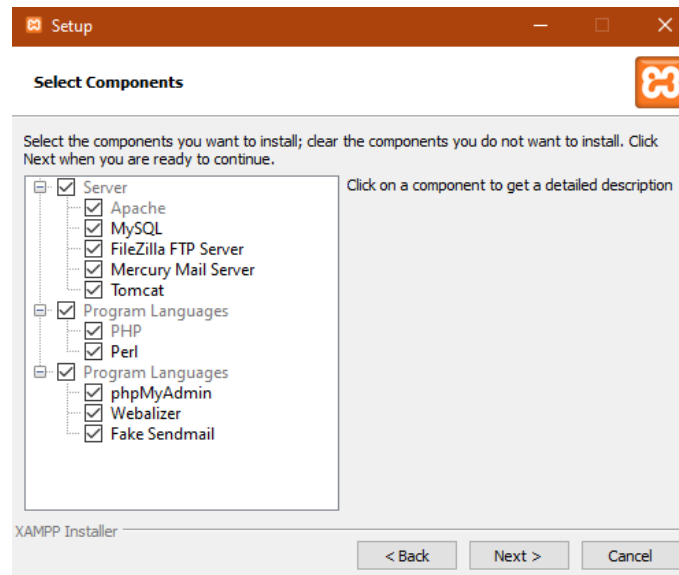 Setup
Select Components
Select the components you want to install; clear the components you do not want to install. Click
Next when you are ready to continue.
Click on a component to get a detailed description
Server
Apache
MySQL
FileZilla FTP Server
Mercury Mail Server
Tomcat
Program Languages
PHP
Perl
Program Languages
phpMyAdmin
Webalizer
Fake Sendmail
XAMPP Installer
< Back
Next >
Cancel